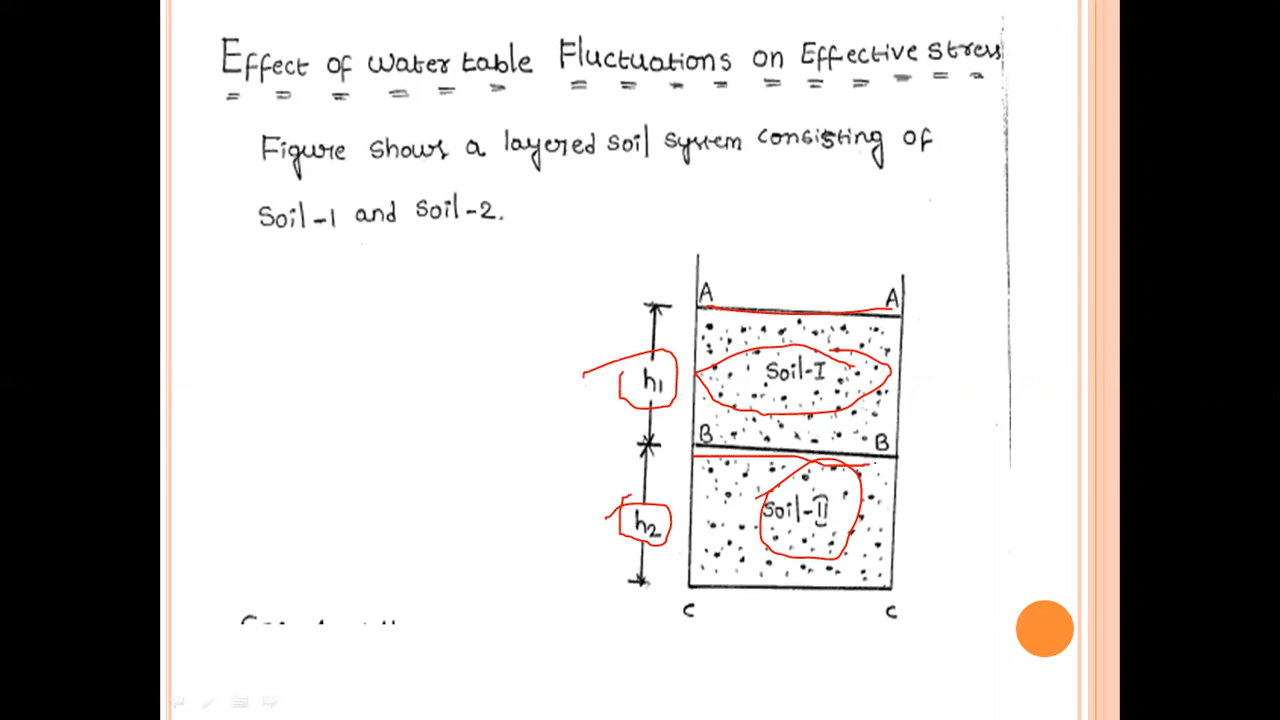 Effect of Water table Fluctuations on Effective Stress
Figure shows a layered soil system consisting of
Soil-1 and Soil-2.
A A
h1
Soil-I
B B
h2
Soil-II
C C